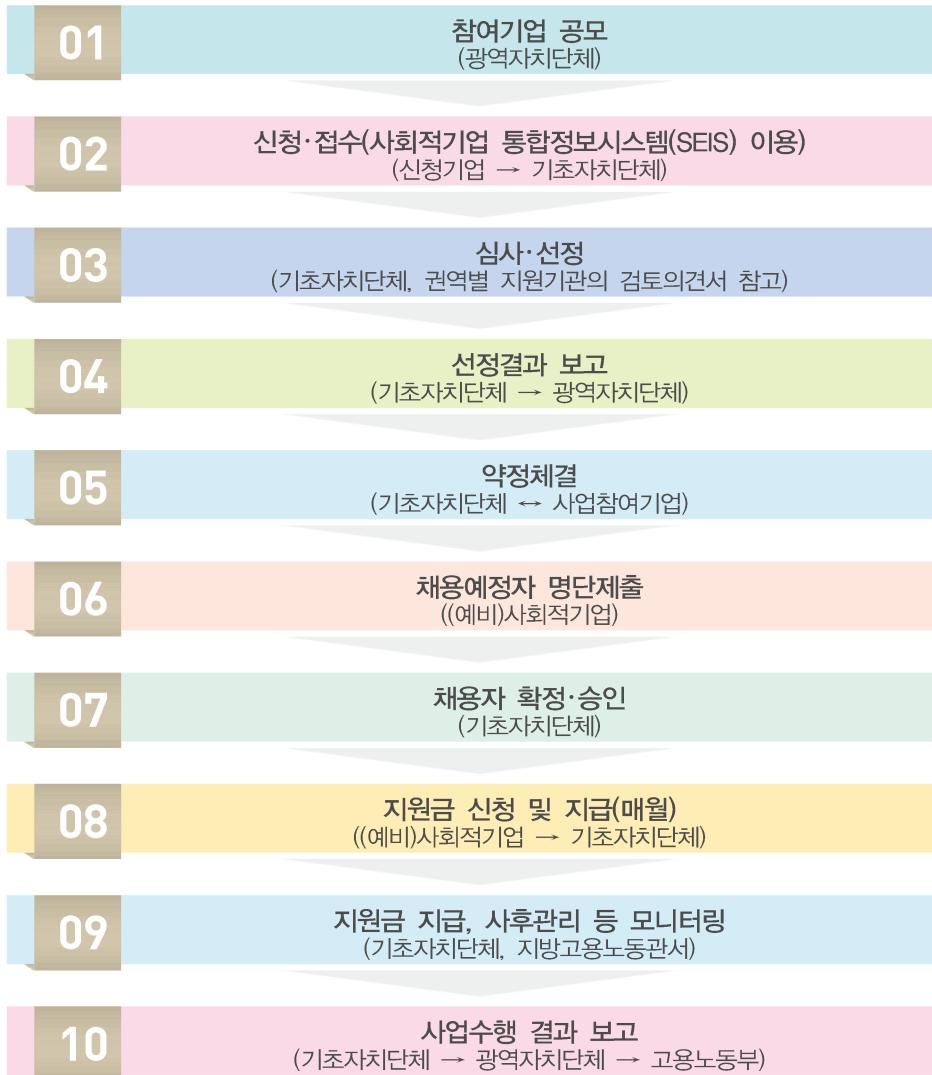 01
참여기업 공모
(광역자치단체)
02
신청·접수(사회적기업 통합정보시스템(SEIS) 이용)
(신청기업 → 기초자치단체)
03
심사·선정
(기초자치단체, 권역별 지원기관의 검토의견서 참고)
04
선정결과 보고
(기초자치단체 → 광역자치단체)
05
약정체결
(기초자치단체 ↔ 사업참여기업)
06
채용예정자 명단제출
((예비)사회적기업)
07
채용자 확정·승인
(기초자치단체)
08
지원금 신청 및 지급(매월)
((예비)사회적기업 → 기초자치단체)
09
지원금 지급, 사후관리 등 모니터링
(기초자치단체, 지방고용노동관서)
10
사업수행 결과 보고
(기초자치단체 → 광역자치단체 → 고용노동부)